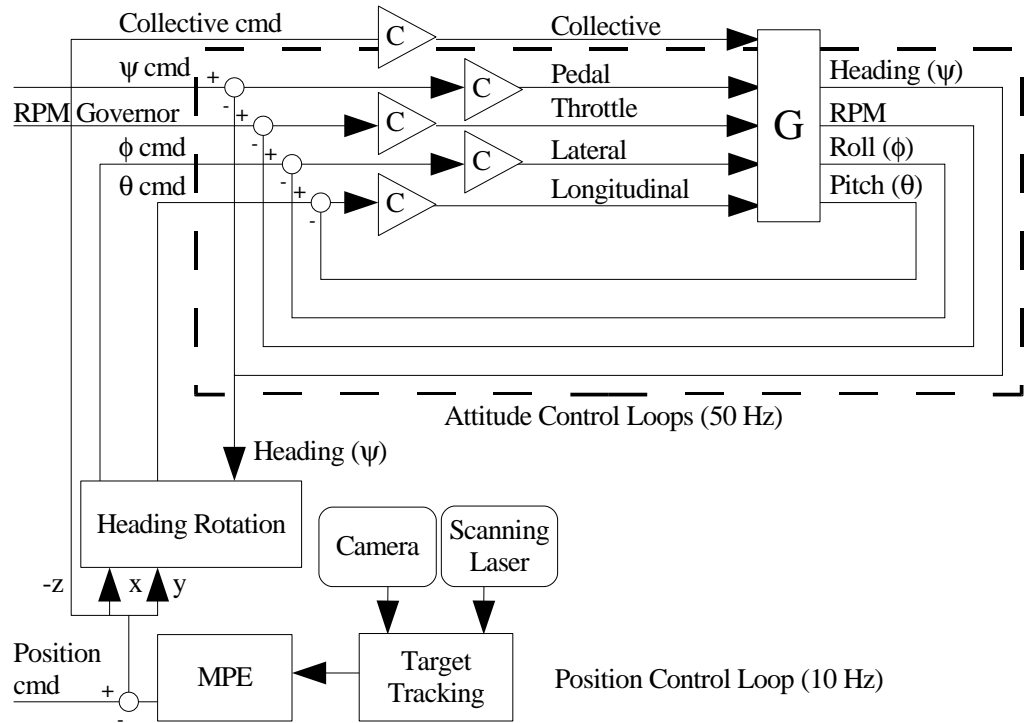 Collective cmd
C
Collective
ψ cmd
+
-
C
Pedal
Heading (ψ)
RPM Governor
+
-
C
Throttle
G
RPM
ϕ cmd
+
-
C
Lateral
Roll (ϕ)
θ cmd
+
-
C
Longitudinal
Pitch (θ)
Attitude Control Loops (50 Hz)
Heading (ψ)
Heading Rotation
Camera
Scanning
Laser
-z
x
y
Position
cmd
+
-
MPE
Target
Tracking
Position Control Loop (10 Hz)